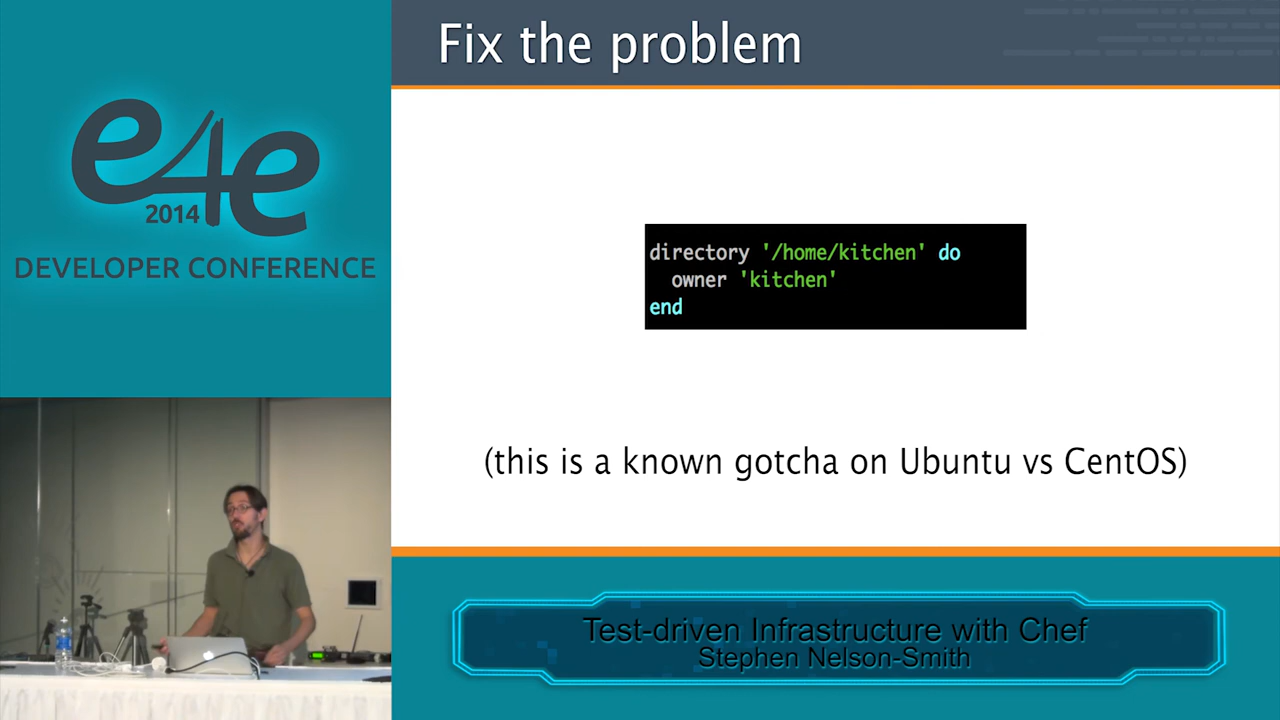 e4e
2014
DEVELOPER CONFERENCE
Fix the problem
directory '/home/kitchen' do
owner 'kitchen'
end
(this is a known gotcha on Ubuntu vs CentOS)
Test-driven Infrastructure with Chef
Stephen Nelson-Smith